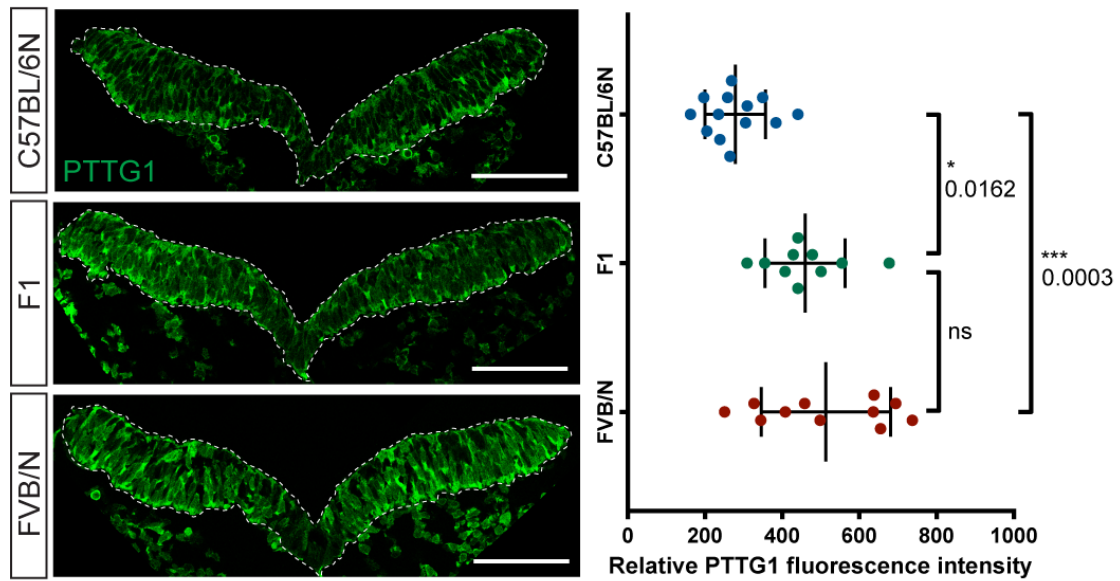 C57BL/6N
PTTG1
F1
FVB/N
C57BL/6N
F1
FVB/N
*
0.0162
***
0.0003
ns
0 200 400 600 800 1000
Relative PTTG1 fluorescence intensity